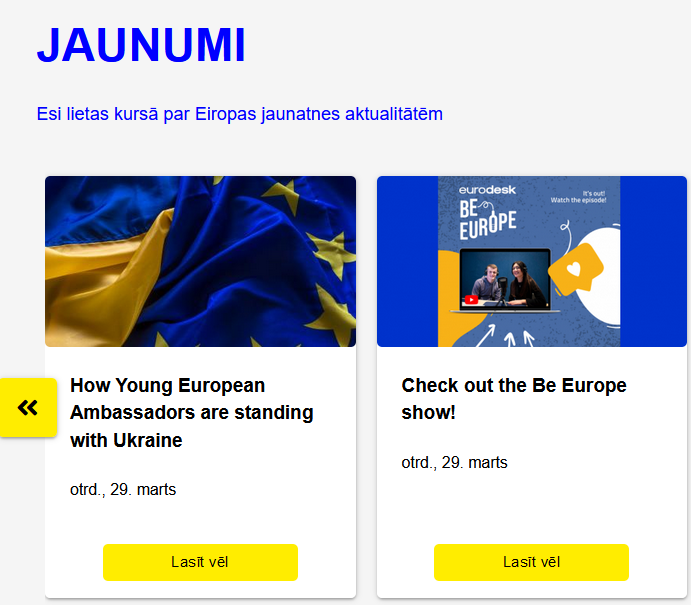 JAUNUMI
Esi lietas kursā par Eiropas jaunatnes aktualitātēm
eurodesk
BE
EUROPE
It's out!
Watch the episode!
How Young European
Ambassadors are standing
with Ukraine
otrd., 29. marts
Lasīt vēl
Check out the Be Europe
show!
otrd., 29. marts
Lasīt vēl